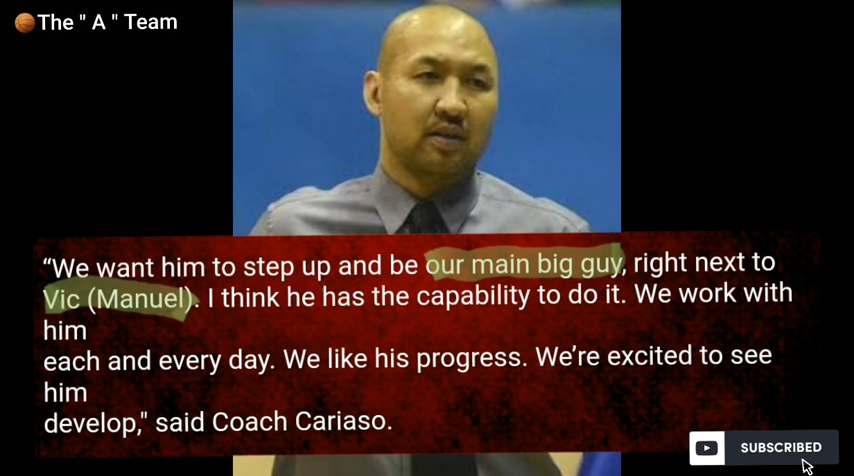 The " A " Team
“We want him to step up and be our main big guy, right next to
Vic (Manuel). I think he has the capability to do it. We work with
him
each and every day. We like his progress. We’re excited to see
him
develop," said Coach Cariaso.
SUBSCRIBED